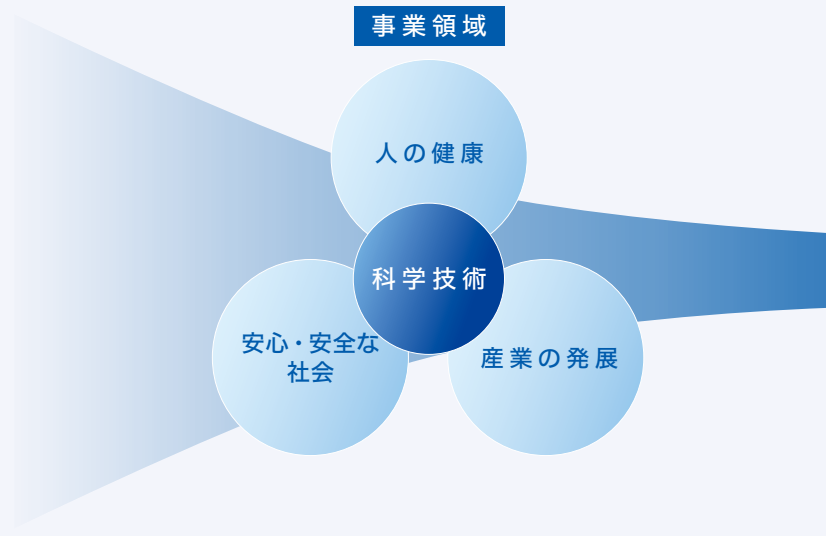 事業領域
人の健康
科学技術
安心・安全な
社会
産業の発展